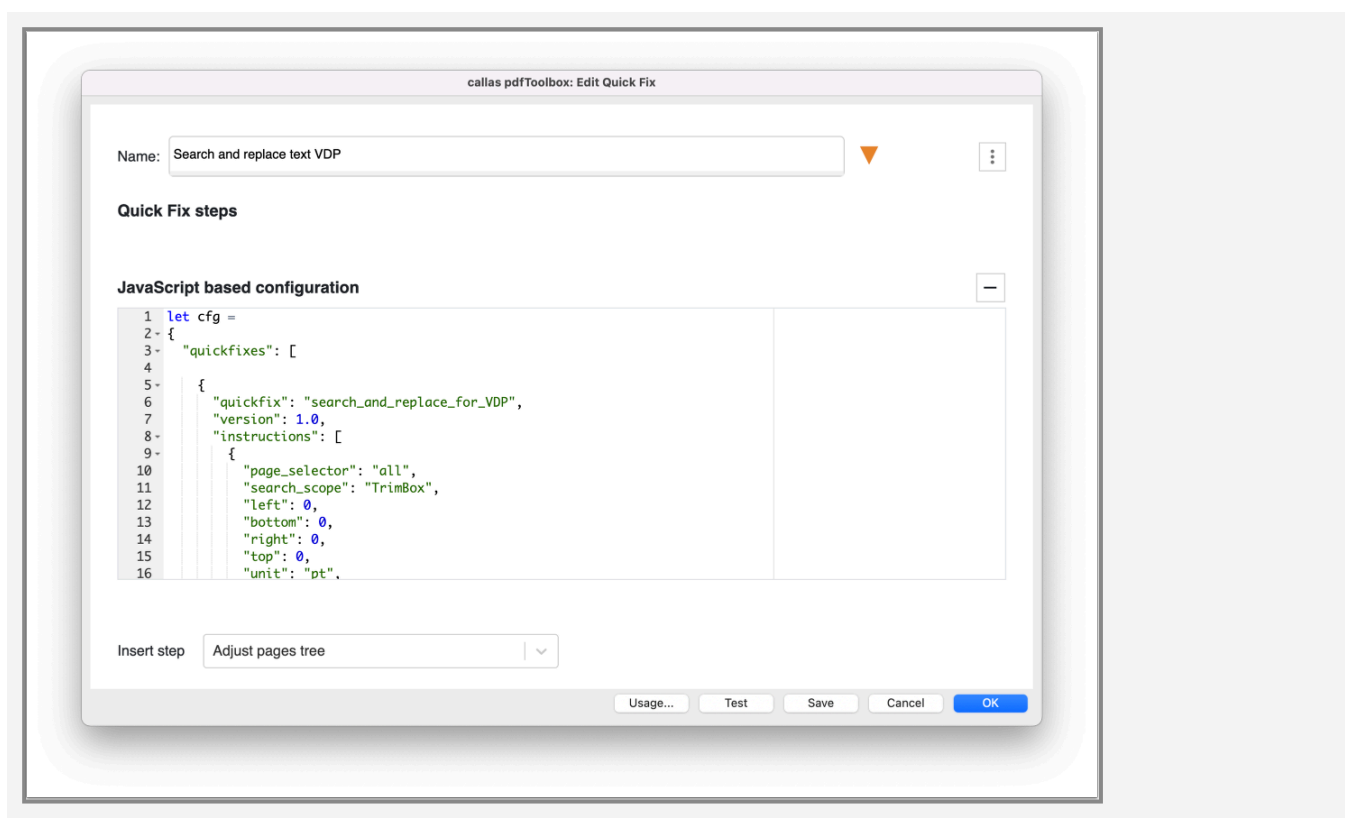 callas pdfToolbox: Edit Quick Fix
Name: Search and replace text VDP
Quick Fix steps
JavaScript based configuration
1 let cfg =
2 {
3 "quickfixes": [
4
5 {
6 "quickfix": "search_and_replace_for_VDP",
7 "version": 1.0,
8 "instructions": [
9 {
10 "page_selector": "all",
11 "search_scope": "TrimBox",
12 "left": 0,
13 "bottom": 0,
14 "right": 0,
15 "top": 0,
16 "unit": "pt",
Insert step Adjust pages tree
Usage... Test Save Cancel OK